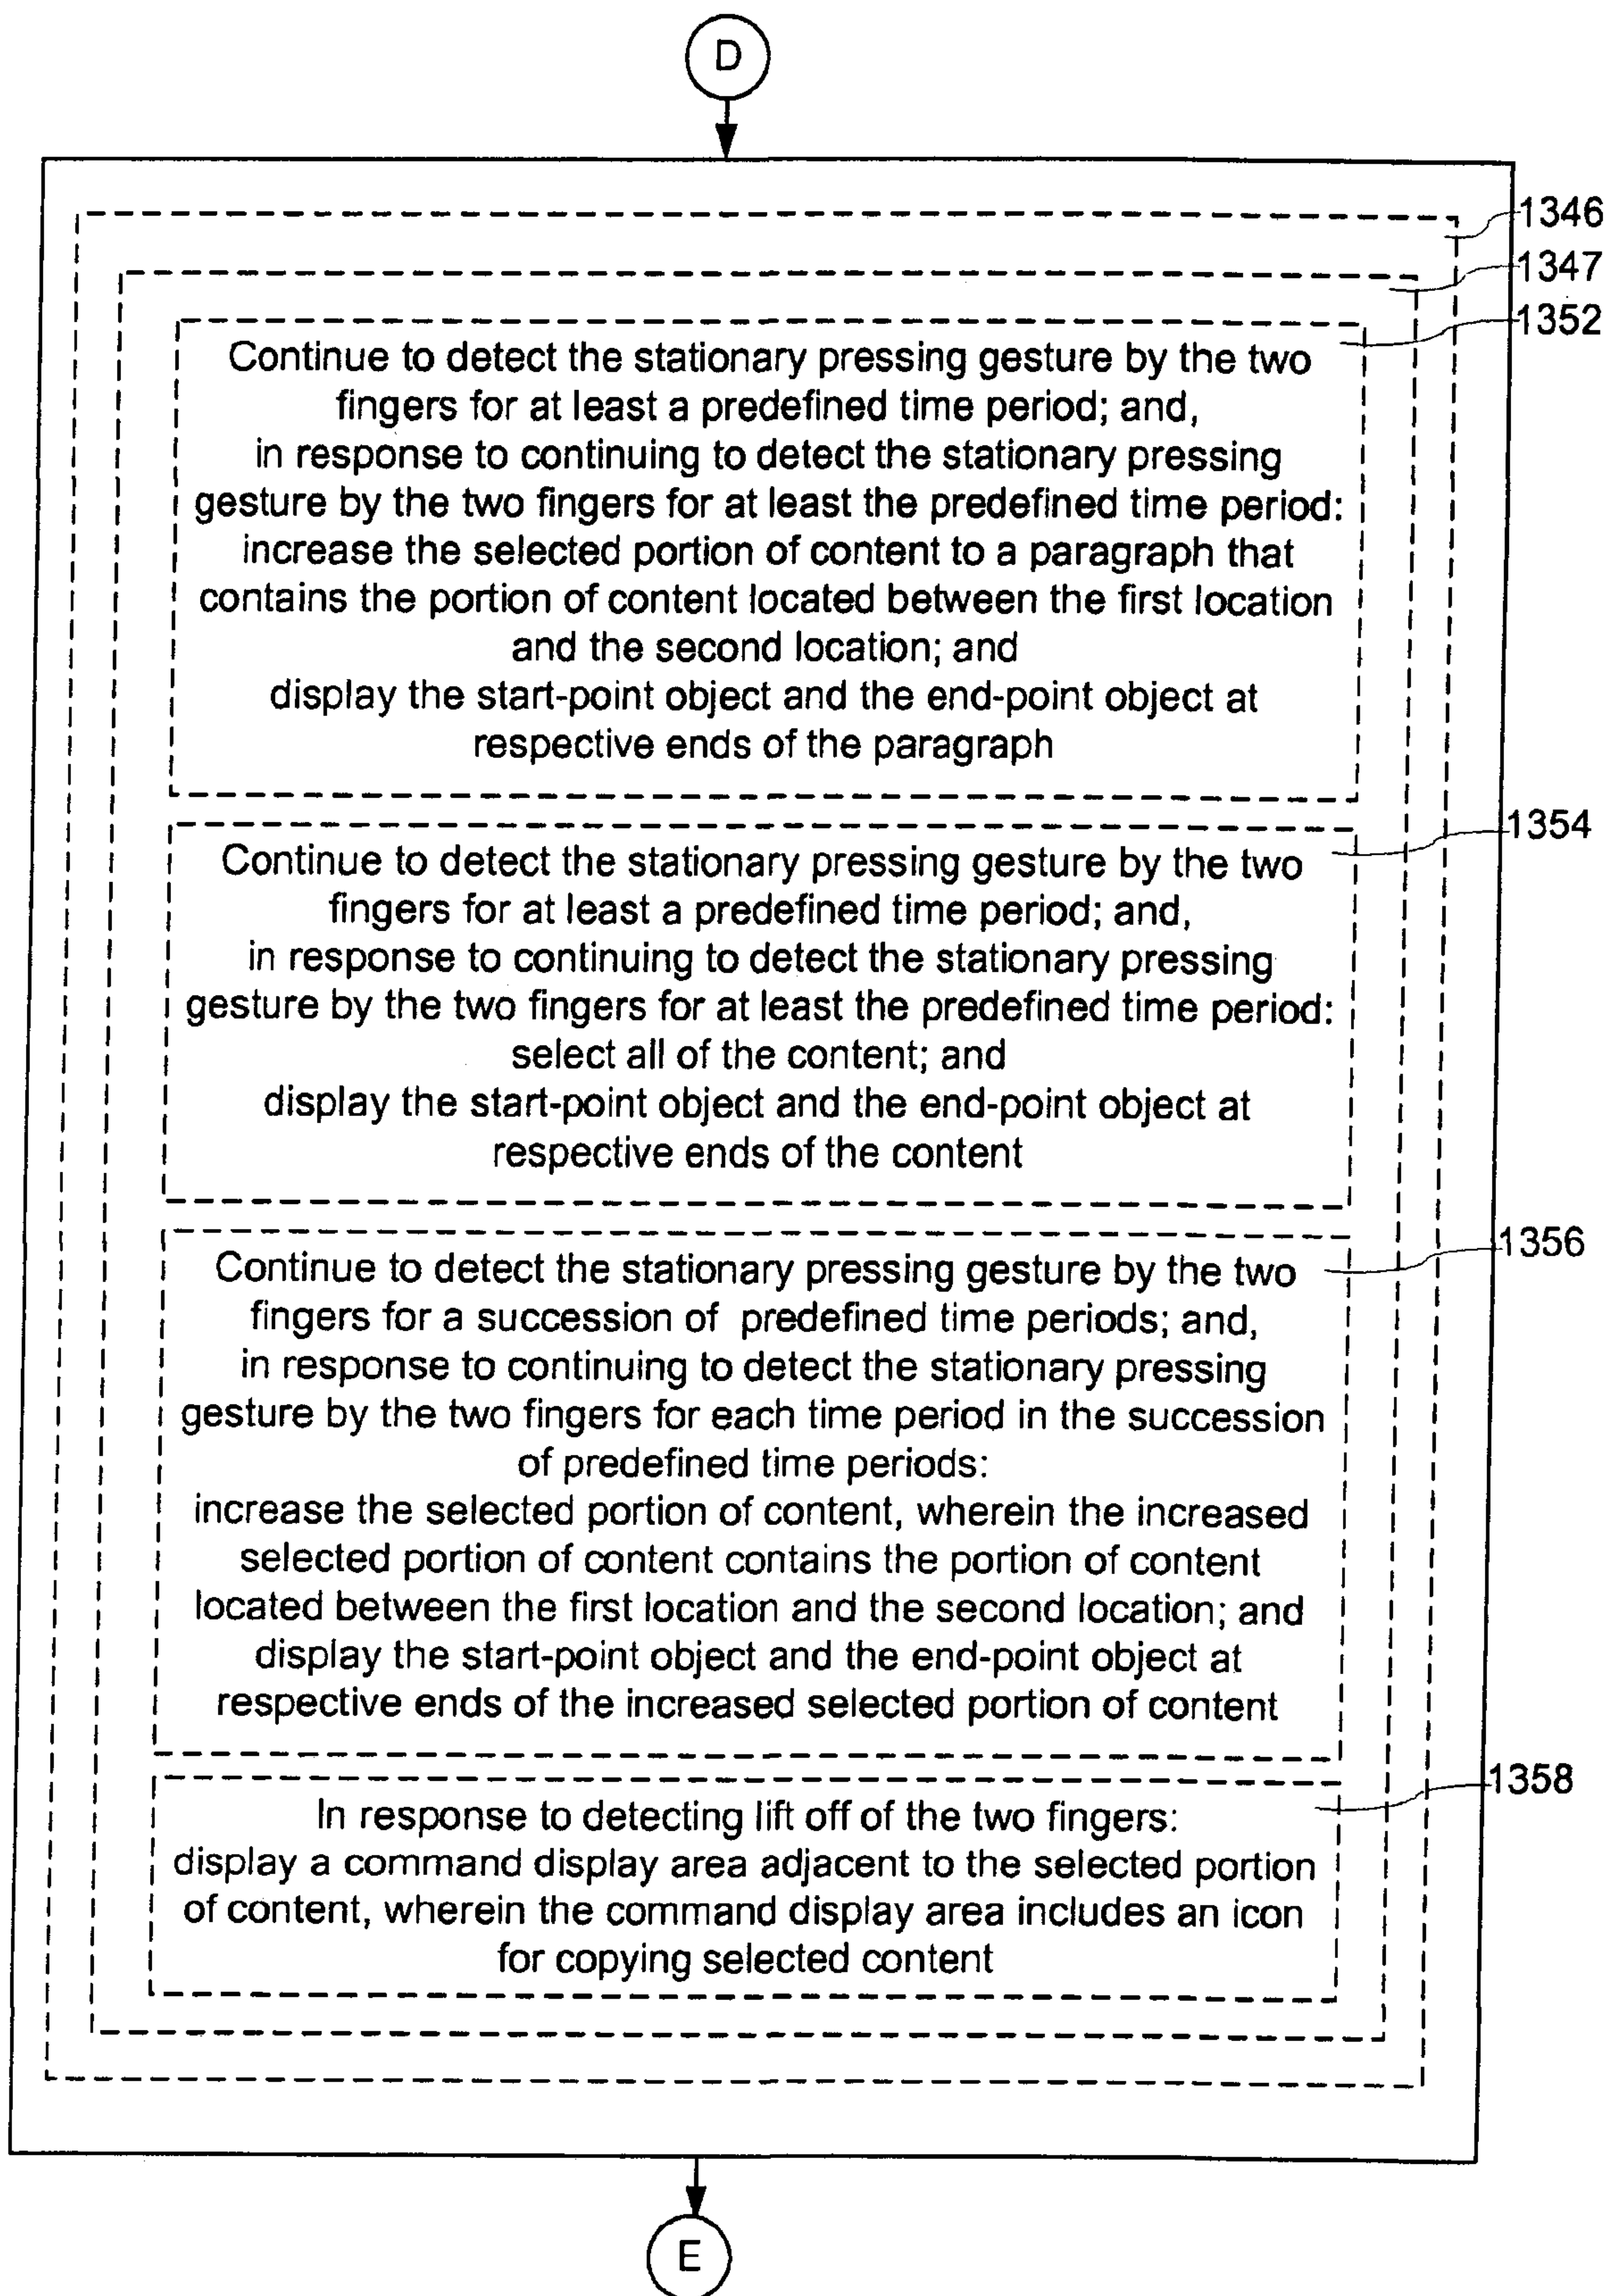 D
1346
1347
1352
Continue to detect the stationary pressing gesture by the two
fingers for at least a predefined time period; and,
in response to continuing to detect the stationary pressing
gesture by the two fingers for at least the predefined time period:
increase the selected portion of content to a paragraph that
contains the portion of content located between the first location
and the second location; and
display the start-point object and the end-point object at
respective ends of the paragraph
1354
Continue to detect the stationary pressing gesture by the two
fingers for at least a predefined time period; and,
in response to continuing to detect the stationary pressing
gesture by the two fingers for at least the predefined time period:
select all of the content; and
display the start-point object and the end-point object at
respective ends of the content
1356
Continue to detect the stationary pressing gesture by the two
fingers for a succession of predefined time periods; and,
in response to continuing to detect the stationary pressing
gesture by the two fingers for each time period in the succession
of predefined time periods:
increase the selected portion of content, wherein the increased
selected portion of content contains the portion of content
located between the first location and the second location; and
display the start-point object and the end-point object at
respective ends of the increased selected portion of content
1358
In response to detecting lift off of the two fingers:
display a command display area adjacent to the selected portion
of content, wherein the command display area includes an icon
for copying selected content
E